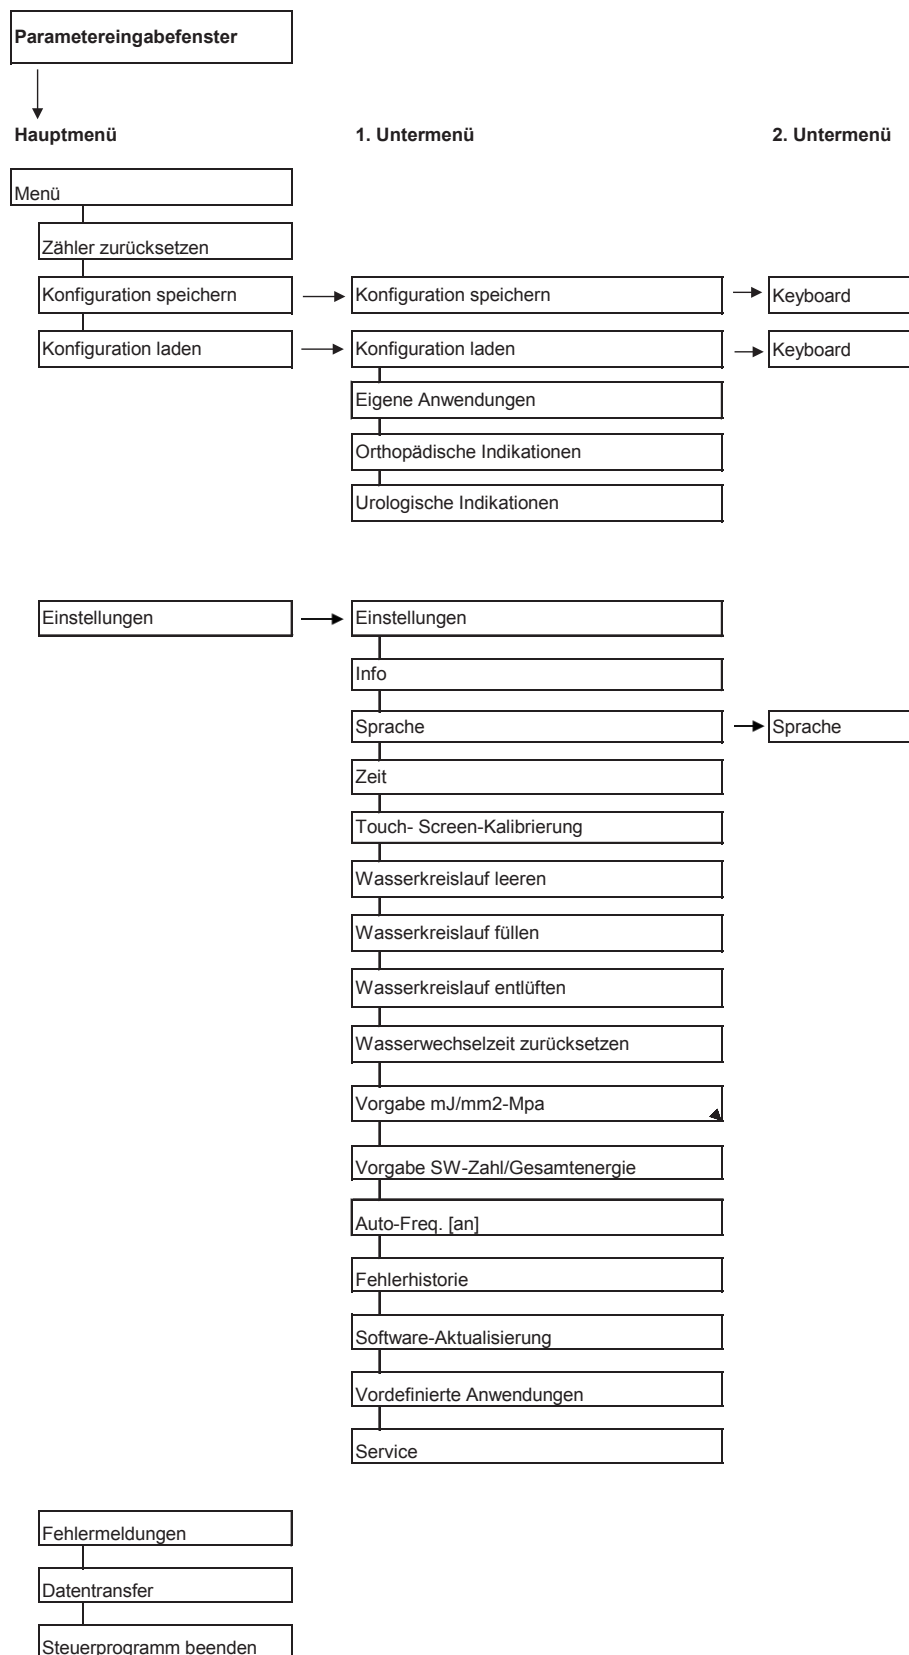 Parametereingabefenster
Hauptmenü 1. Untermenü 2. Untermenü
Menü
Zähler zurücksetzen
Konfiguration speichern Konfiguration speichern Keyboard
Konfiguration laden Konfiguration laden Keyboard
Eigene Anwendungen
Orthopädische Indikationen
Urologische Indikationen
Einstellungen Einstellungen
Info
Sprache Sprache
Zeit
Touch- Screen-Kalibrierung
Wasserkreislauf leeren
Wasserkreislauf füllen
Wasserkreislauf entlüften
Wasserwechselzeit zurücksetzen
Vorgabe mJ/mm2-Mpa
Vorgabe SW-Zahl/Gesamtenergie
Auto-Freq. [an]
Fehlerhistorie
Software-Aktualisierung
Vordefinierte Anwendungen
Service
Fehlermeldungen
Datentransfer
Steuerprogramm beenden